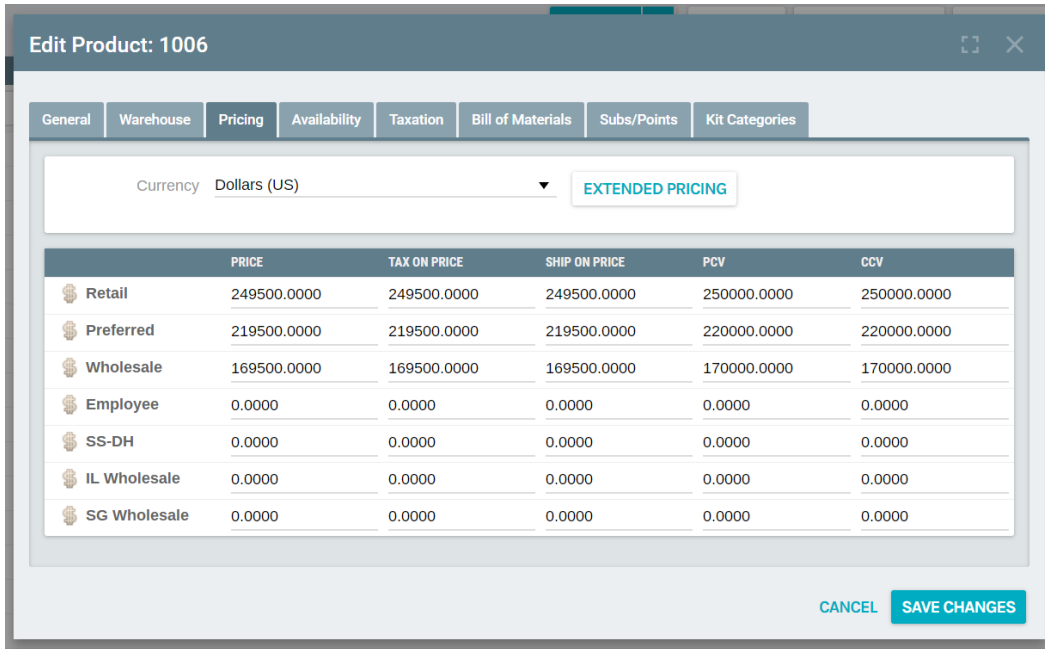 Edit Product: 1006
General Warehouse Pricing Availability Taxation Bill of Materials Subs/Points Kit Categories
Currency Dollars (US) EXTENDED PRICING
PRICE TAX ON PRICE SHIP ON PRICE PCV CCV
Retail 249500.0000 249500.0000 249500.0000 250000.0000 250000.0000
Preferred 219500.0000 219500.0000 219500.0000 220000.0000 220000.0000
Wholesale 169500.0000 169500.0000 169500.0000 170000.0000 170000.0000
Employee 0.0000 0.0000 0.0000 0.0000 0.0000
SS-DH 0.0000 0.0000 0.0000 0.0000 0.0000
IL Wholesale 0.0000 0.0000 0.0000 0.0000 0.0000
SG Wholesale 0.0000 0.0000 0.0000 0.0000 0.0000
CANCEL SAVE CHANGES